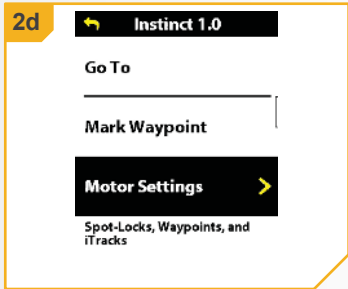 2d
Instinct 1.0
Go To
Mark Waypoint
Motor Settings
Spot-Locks, Waypoints, and
iTracks